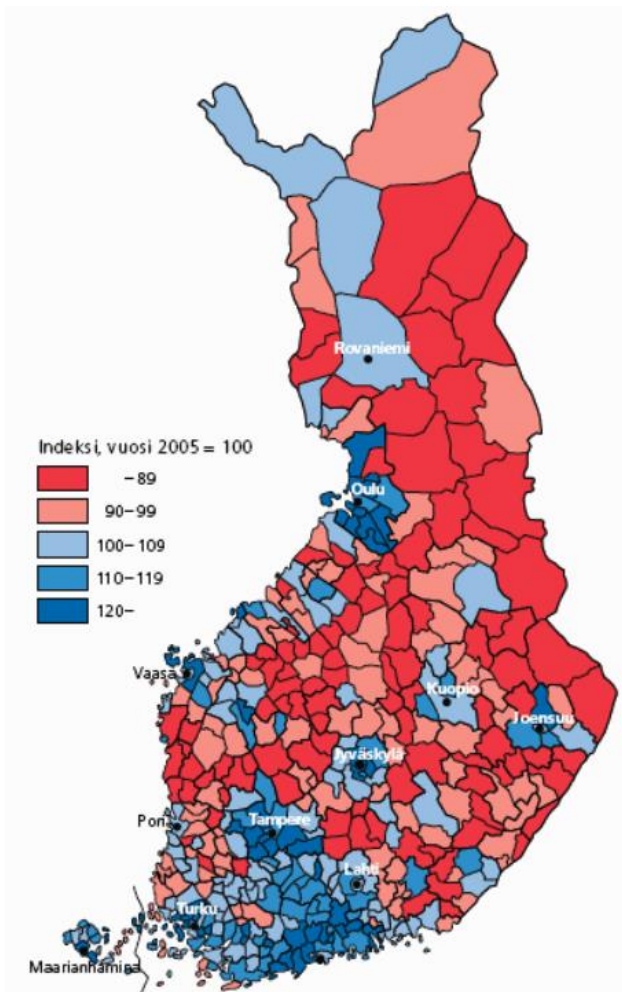 Rovaniemi
Indeksi, vuosi 2005 = 100
–89
90–99
100–109
110–119
120–
Oulu
Vaasa
Kuopio
Joensuu
Jyväskylä
Pori
Tampere
Lahti
Turku
Maarianhamina